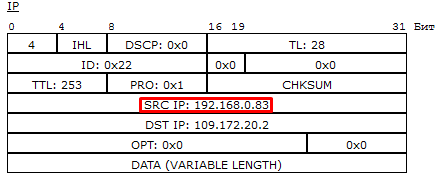 IP
0 4 8 16 19 31 Бит
4 IHL DSCP: 0x0 TL: 28
ID: 0x22 0x0 0x0
TTL: 253 PRO: 0x1 CHKSUM
SRC IP: 192.168.0.83
DST IP: 109.172.20.2
OPT: 0x0 0x0
DATA (VARIABLE LENGTH)